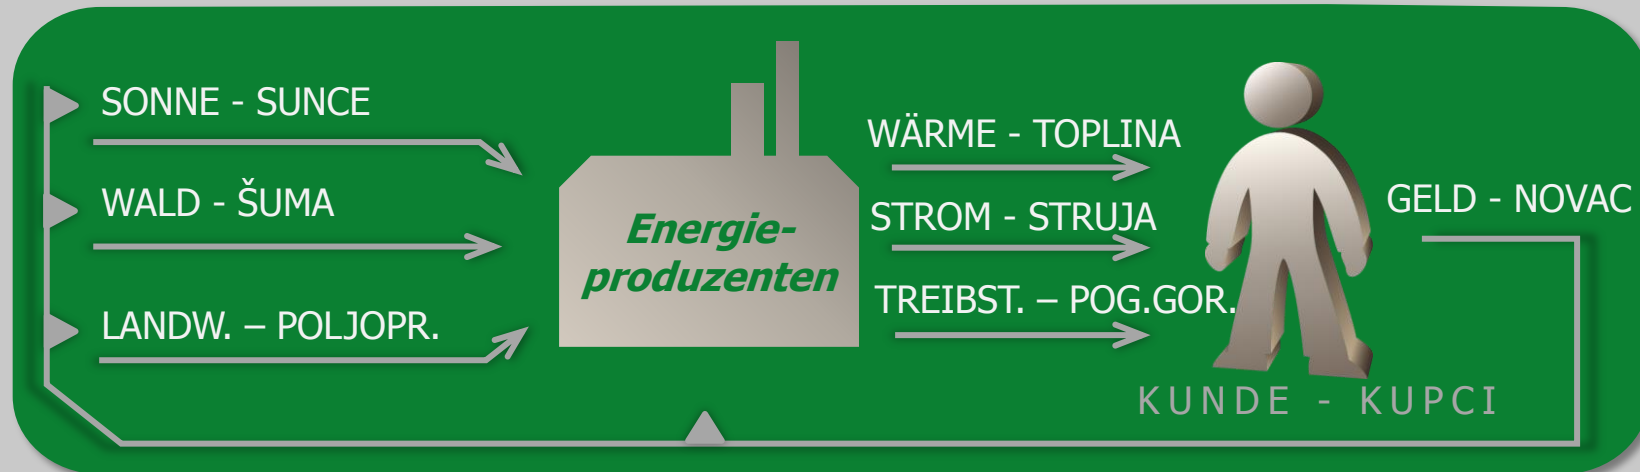 SONNE - SUNCE
WALD - ŠUMA
LANDW. – POLJOPR.
Energie-
produzenten
WÄRME - TOPLINA
STROM - STRUJA
TREIBST. – POG.GOR.
GELD - NOVAC
KUNDE - KUPCI